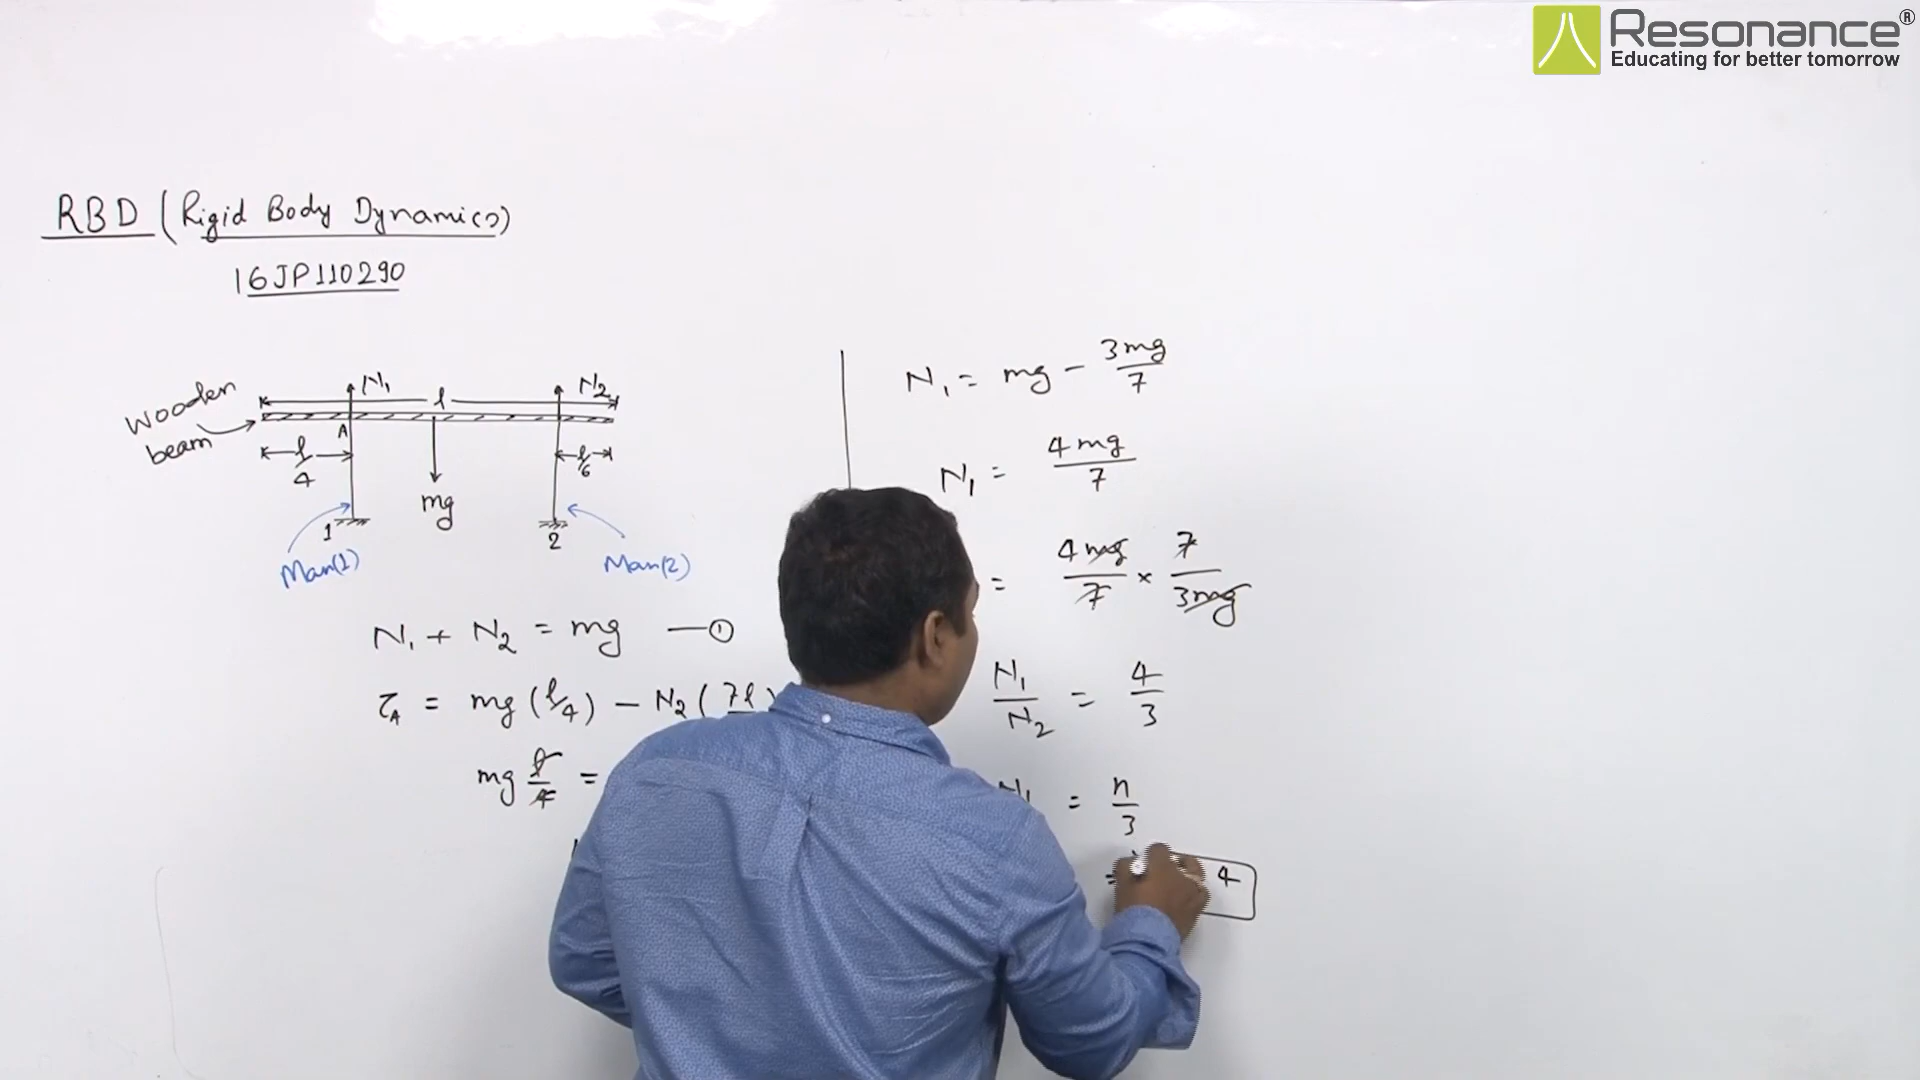 Resonance®
Educating for better tomorrow
RBD (Rigid Body Dynamics)
16JP110290
Wooden beam
N₁
l
N₂
A
l/4
l/6
mg
1
2
Man(1)
Man(2)
N₁ + N₂ = mg —①
τ_A = mg (l/4) − N₂ ( 7l
mg l/4 =
N₁ = mg − 3mg/7
N₁ = 4mg/7
= 4mg/7 × 7/3mg
N₁/N₂ = 4/3
= n/3
4